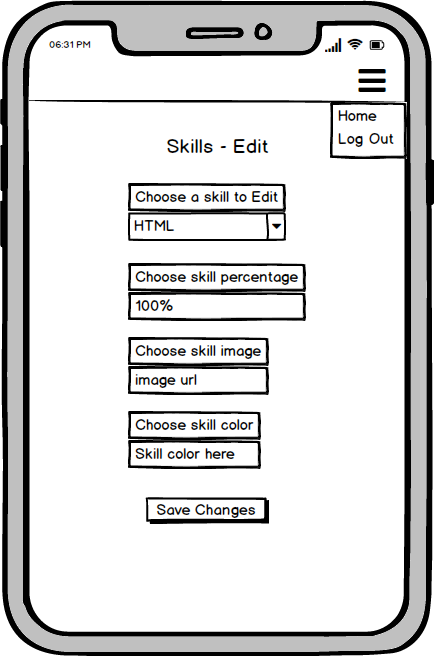 06:31 PM
Home
Log Out
Skills - Edit
Choose a skill to Edit
HTML
Choose skill percentage
100%
Choose skill image
image url
Choose skill color
Skill color here
Save Changes